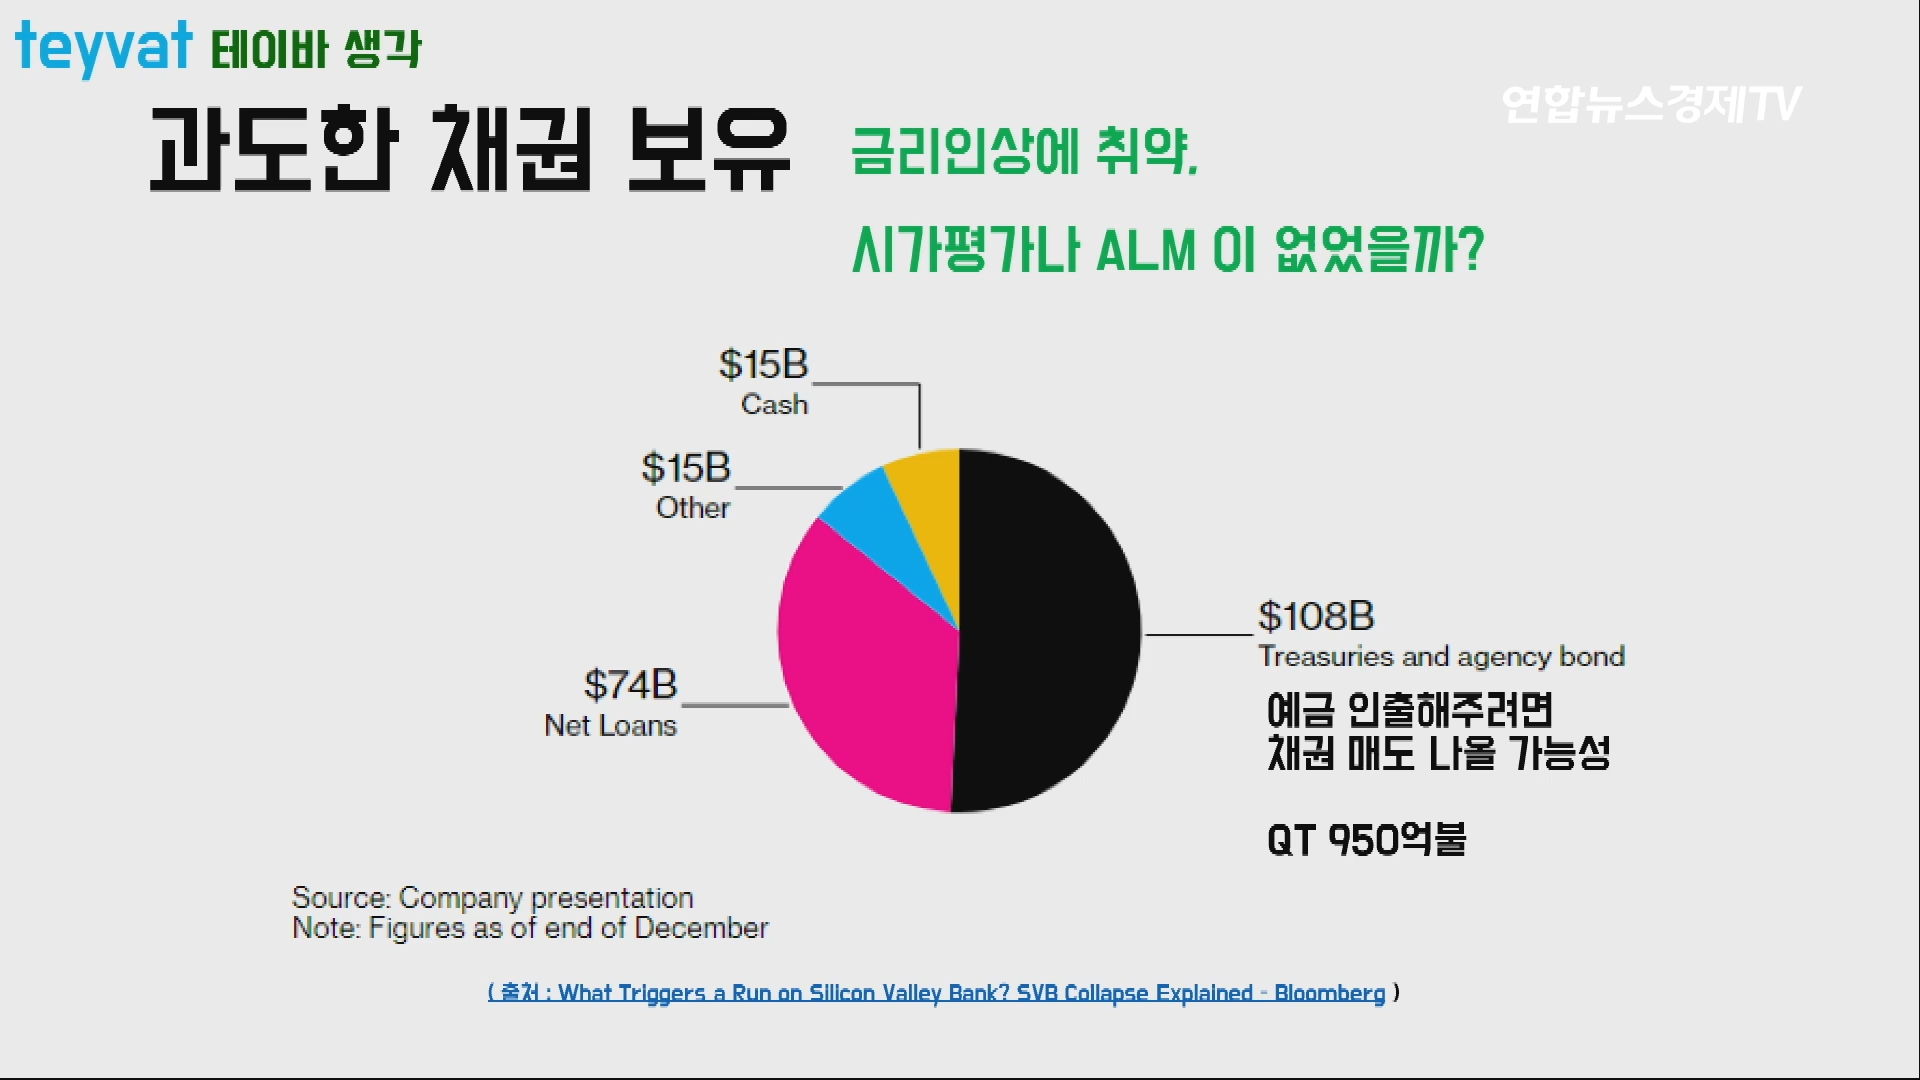 teyvat 테이바 생각
연합뉴스경제TV
과도한 채권 보유
금리인상에 취약,
시가평가나 ALM 이 없었을까?
$15B
Cash
$15B
Other
$74B
Net Loans
$108B
Treasuries and agency bond
예금 인출해주려면
채권 매도 나올 가능성
QT 950억불
Source: Company presentation
Note: Figures as of end of December
( 출처 : What Triggers a Run on Silicon Valley Bank? SVB Collapse Explained - Bloomberg )